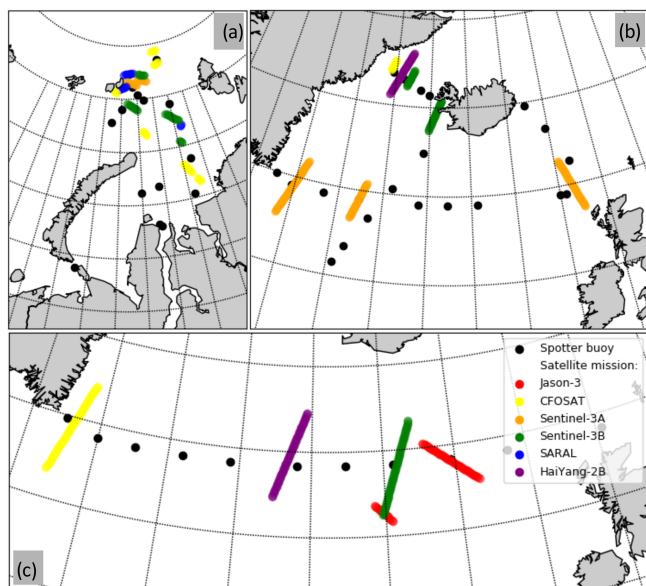 (a)
(b)
Spotter buoy
Satellite mission:
Jason-3
CFOSAT
Sentinel-3A
Sentinel-3B
SARAL
HaiYang-2B
(c)